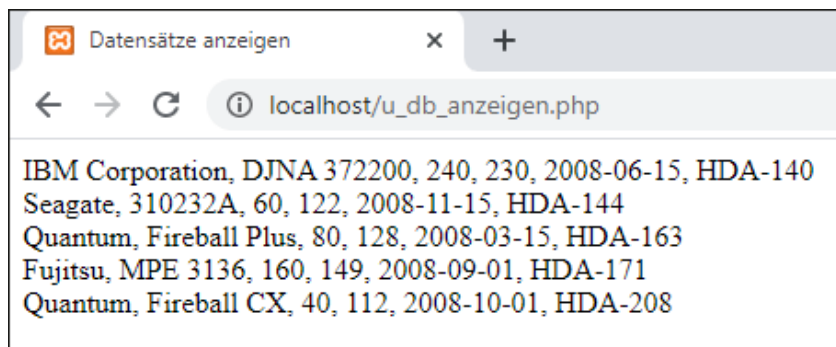 Datensätze anzeigen
localhost/u_db_anzeigen.php
IBM Corporation, DJNA 372200, 240, 230, 2008-06-15, HDA-140
Seagate, 310232A, 60, 122, 2008-11-15, HDA-144
Quantum, Fireball Plus, 80, 128, 2008-03-15, HDA-163
Fujitsu, MPE 3136, 160, 149, 2008-09-01, HDA-171
Quantum, Fireball CX, 40, 112, 2008-10-01, HDA-208